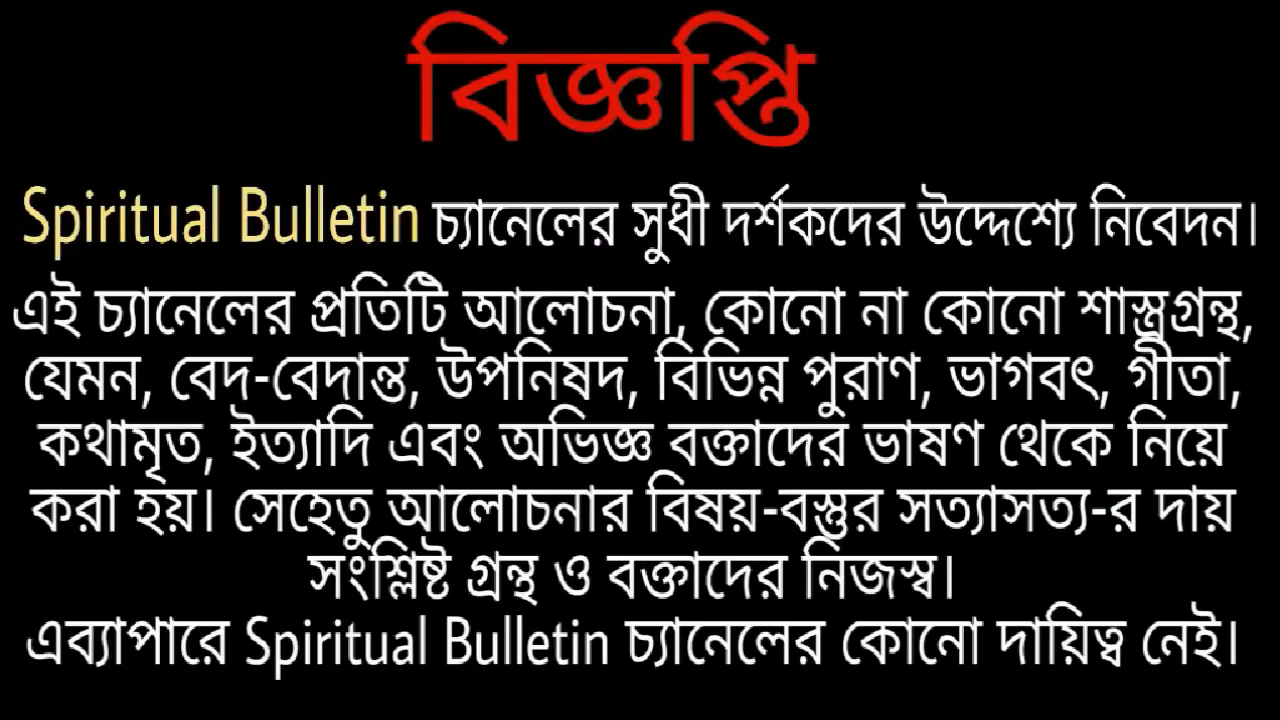 বিজ্ঞপ্তি
Spiritual Bulletin চ্যানেলের সুধী দর্শকদের উদ্দেশ্যে নিবেদন।
এই চ্যানেলের প্রতিটি আলোচনা, কোনো না কোনো শাস্ত্রগ্রন্থ,
যেমন, বেদ-বেদান্ত, উপনিষদ, বিভিন্ন পুরাণ, ভাগবৎ, গীতা,
কথামৃত, ইত্যাদি এবং অভিজ্ঞ বক্তাদের ভাষণ থেকে নিয়ে
করা হয়। সেহেতু আলোচনার বিষয়-বস্তুর সত্যাসত্য-র দায়
সংশ্লিষ্ট গ্রন্থ ও বক্তাদের নিজস্ব।
এব্যাপারে Spiritual Bulletin চ্যানেলের কোনো দায়িত্ব নেই।